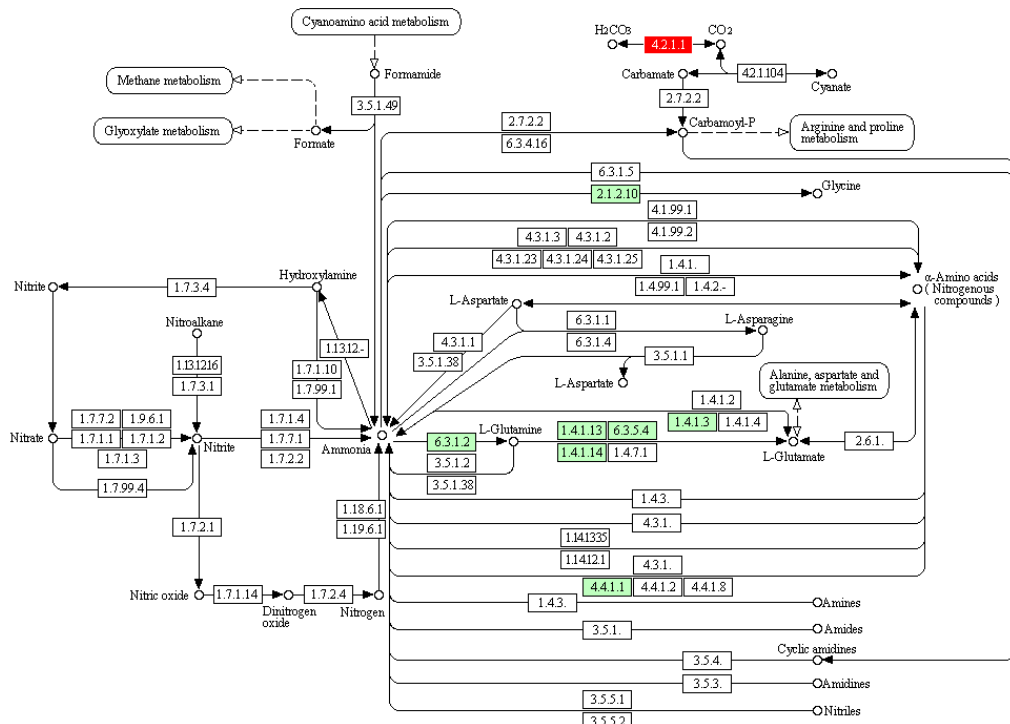 Cyanoamino acid metabolism
H₂CO₃
4.2.1.1
CO₂
Methane metabolism
Formamide
Carbamate
4.2.1.104
Cyanate
3.5.1.49
2.7.2.2
Glyoxylate metabolism
Formate
2.7.2.2
6.3.4.16
Carbamoyl-P
Arginine and proline
metabolism
6.3.1.5
2.1.2.10
Glycine
4.1.99.1
4.1.99.2
4.3.1.3
4.3.1.2
4.3.1.23
4.3.1.24
4.3.1.25
1.4.1.
1.4.99.1
1.4.2.-
α-Amino acids
( Nitrogenous
compounds )
Nitrite
1.7.3.4
Hydroxylamine
L-Aspartate
Nitroalkane
6.3.1.1
6.3.1.4
L-Asparagine
4.3.1.1
3.5.1.38
1.13.12.-
1.13.12.16
1.7.3.1
1.7.1.10
1.7.99.1
3.5.1.1
L-Aspartate
Alanine, aspartate and
glutamate metabolism
1.4.1.2
1.7.7.2
1.9.6.1
1.7.1.1
1.7.1.2
1.7.1.3
Nitrate
Nitrite
1.7.1.4
1.7.7.1
1.7.2.2
Ammonia
6.3.1.2
3.5.1.2
3.5.1.38
L-Glutamine
1.4.1.13
6.3.5.4
1.4.1.14
1.4.7.1
1.4.1.3
1.4.1.4
L-Glutamate
2.6.1.
1.7.99.4
1.18.6.1
1.19.6.1
1.4.3.
4.3.1.
1.7.2.1
1.14.13.35
1.14.12.1
4.3.1.
4.4.1.1
4.4.1.2
4.4.1.8
Nitric oxide
1.7.1.14
Dinitrogen
oxide
1.7.2.4
Nitrogen
1.4.3.
Amines
3.5.1.
Amides
Cyclic amidines
3.5.4.
3.5.3.
Amidines
3.5.5.1
3.5.5.2
Nitriles